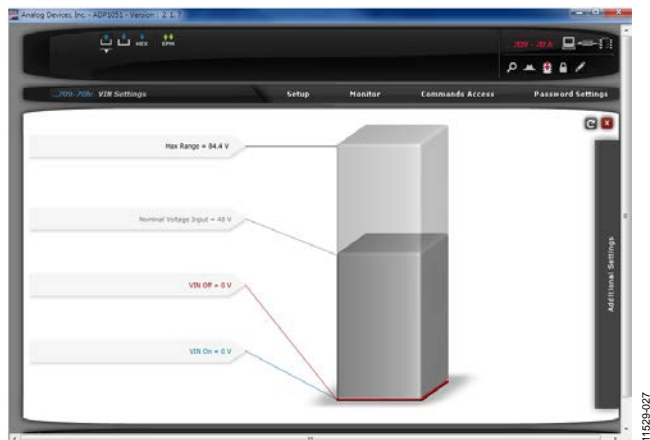 Analog Devices, Inc. - ADP1051 - Version : 2. 1. 7
HEX
EPM
VIN Settings
Setup
Monitor
Commands Access
Password Settings
Max Range = 84.4 V
Nominal Voltage Input = 48 V
VIN Off = 0 V
VIN On = 0 V
Additional Settings
11529-027